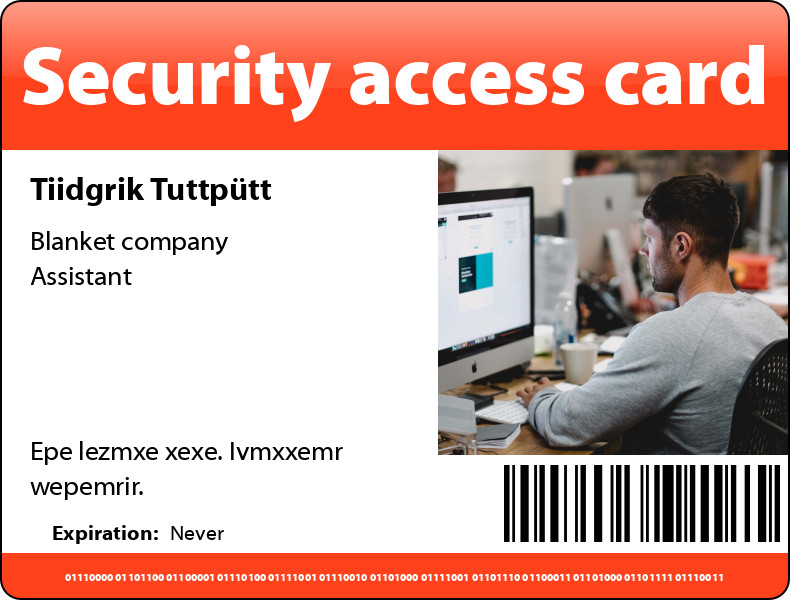 Security access card
Tiidgrik Tuttpütt
Blanket company
Assistant
Epe lezmxe xexe. Ivmxxemr
wepemrir.
Expiration: Never
01110000 01101100 01100001 01110100 01111001 01110010 01101000 01111001 01101110 01100011 01101000 01101111 01110011